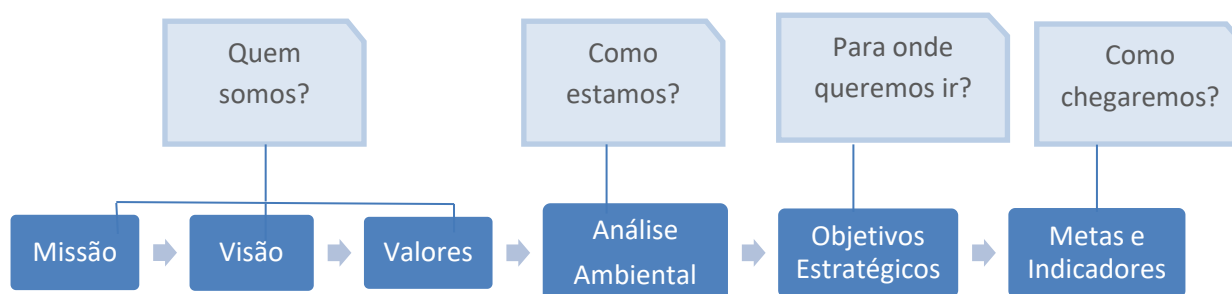 Quem
somos?
Como
estamos?
Para onde
queremos ir?
Como
chegaremos?
Missão
Visão
Valores
Análise
Ambiental
Objetivos
Estratégicos
Metas e
Indicadores